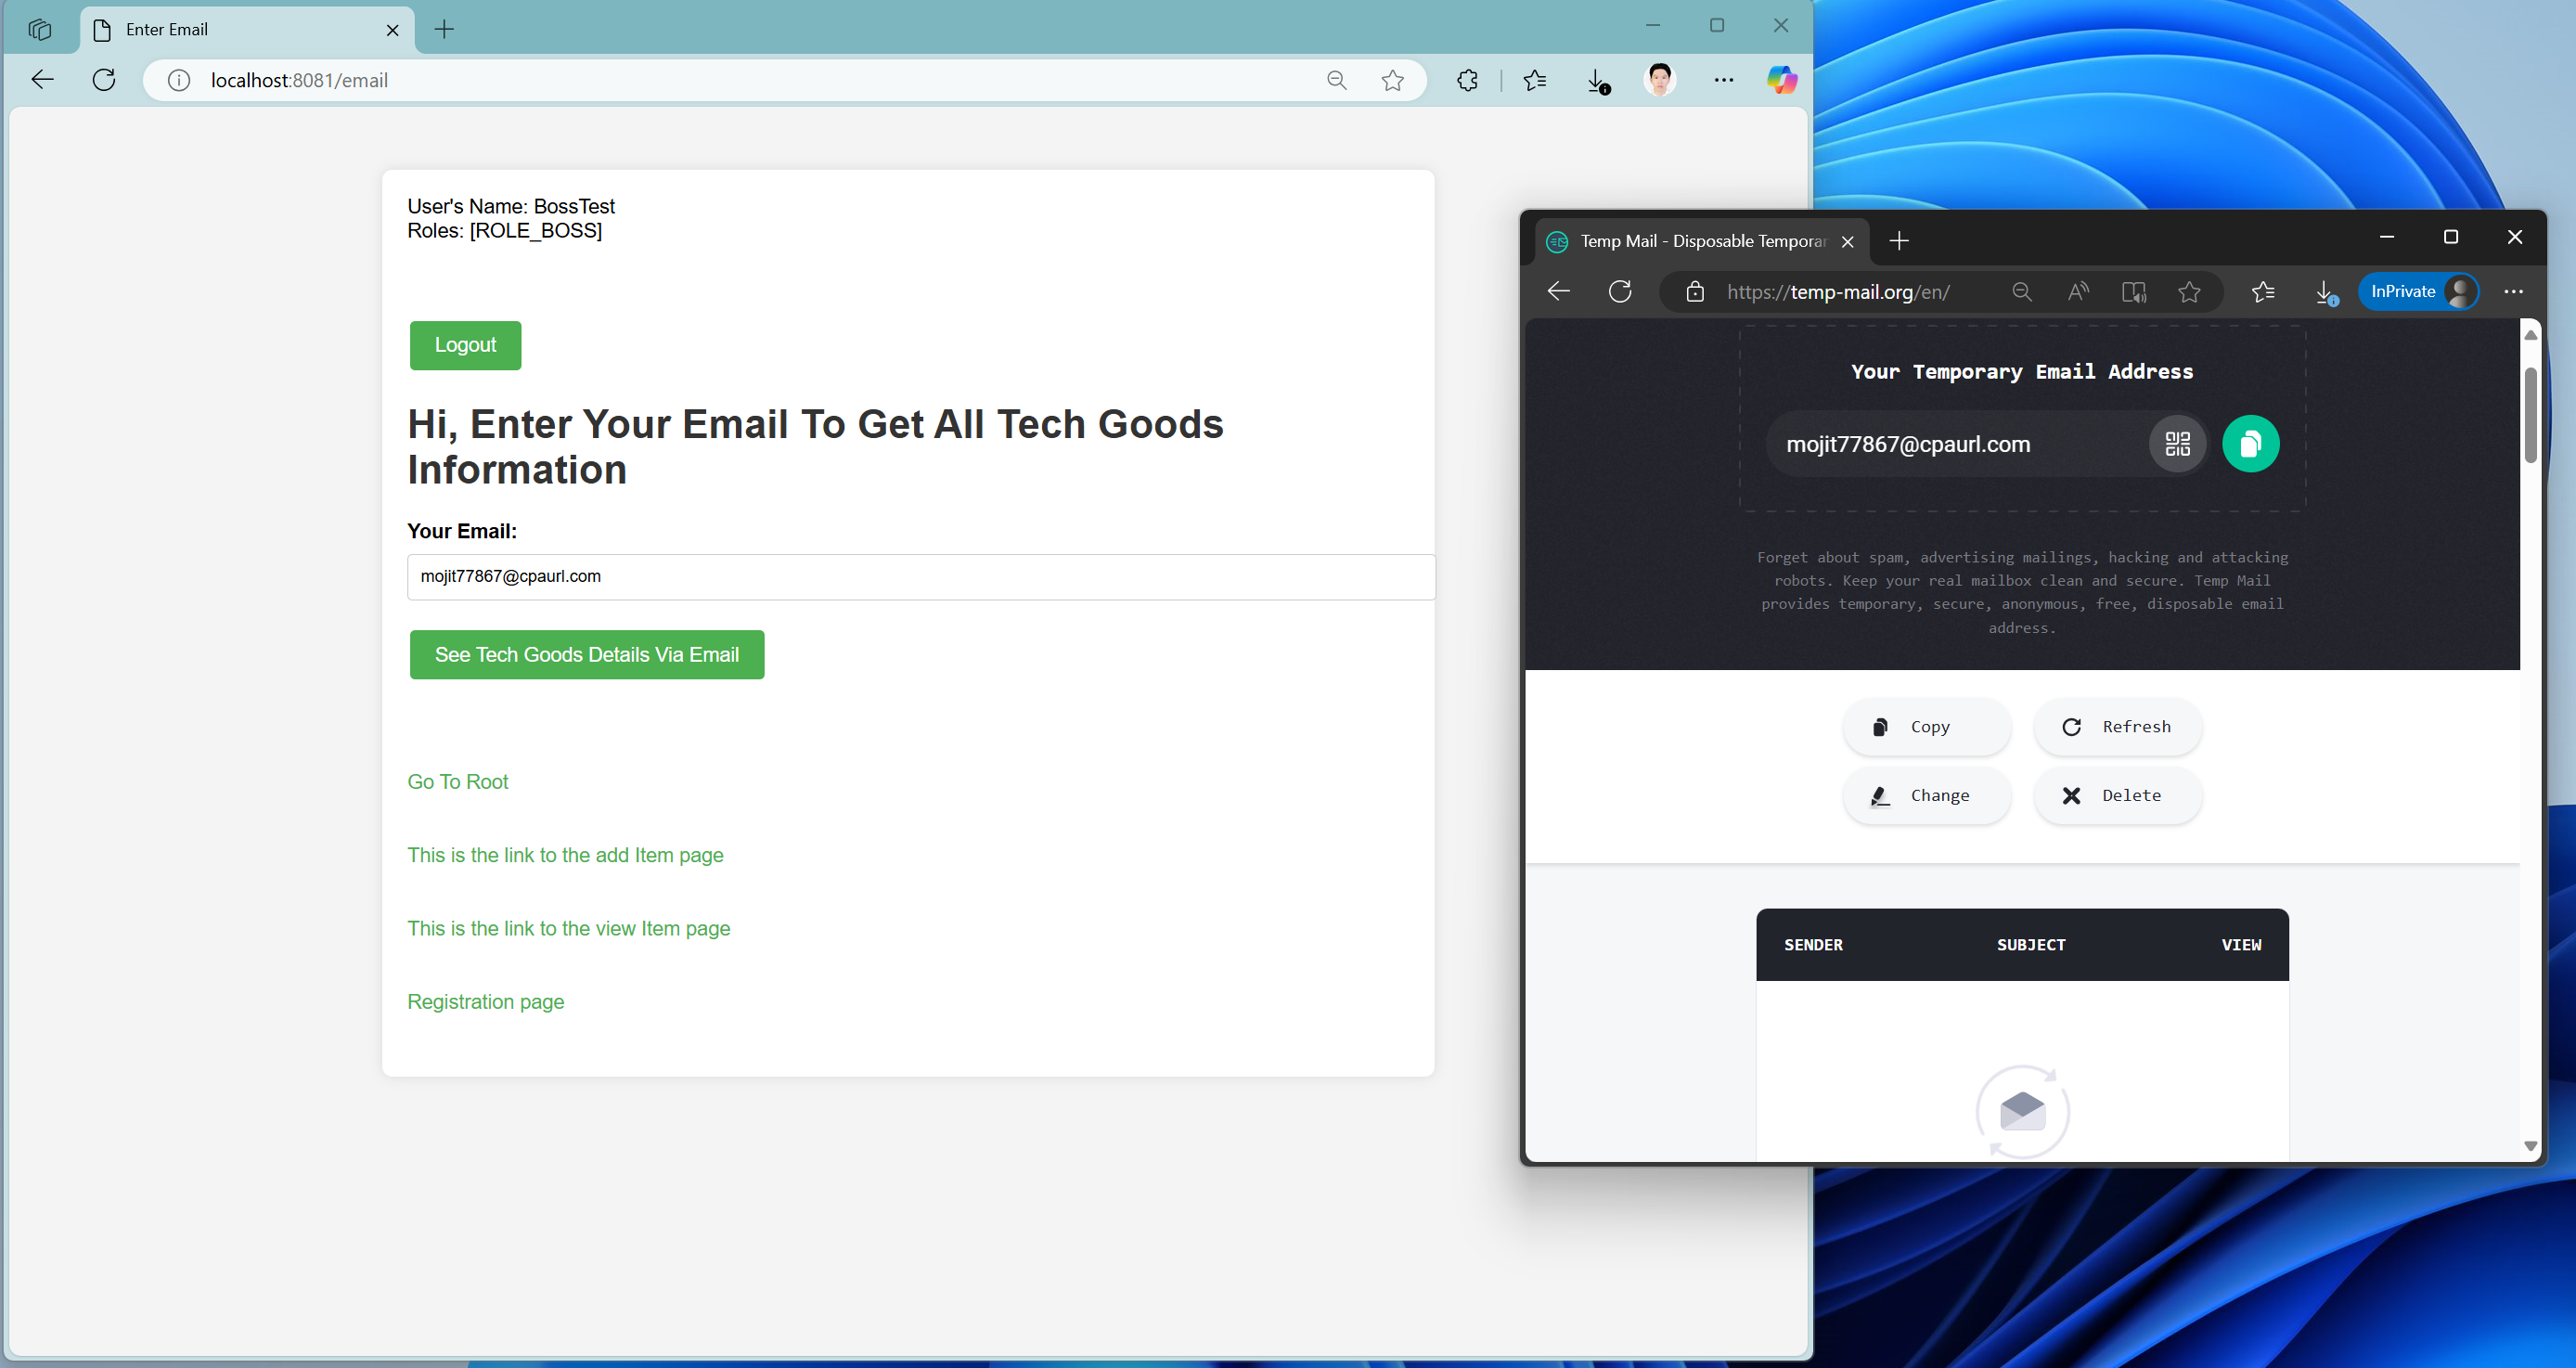 Enter Email
localhost:8081/email
User's Name: BossTest
Roles: [ROLE_BOSS]
Logout
Hi, Enter Your Email To Get All Tech Goods
Information
Your Email:
mojit77867@cpaurl.com
See Tech Goods Details Via Email
Go To Root
This is the link to the add Item page
This is the link to the view Item page
Registration page
Temp Mail - Disposable Temporar
https://temp-mail.org/en/
InPrivate
Your Temporary Email Address
mojit77867@cpaurl.com
Forget about spam, advertising mailings, hacking and attacking
robots. Keep your real mailbox clean and secure. Temp Mail
provides temporary, secure, anonymous, free, disposable email
address.
Copy
Refresh
Change
Delete
SENDER SUBJECT VIEW